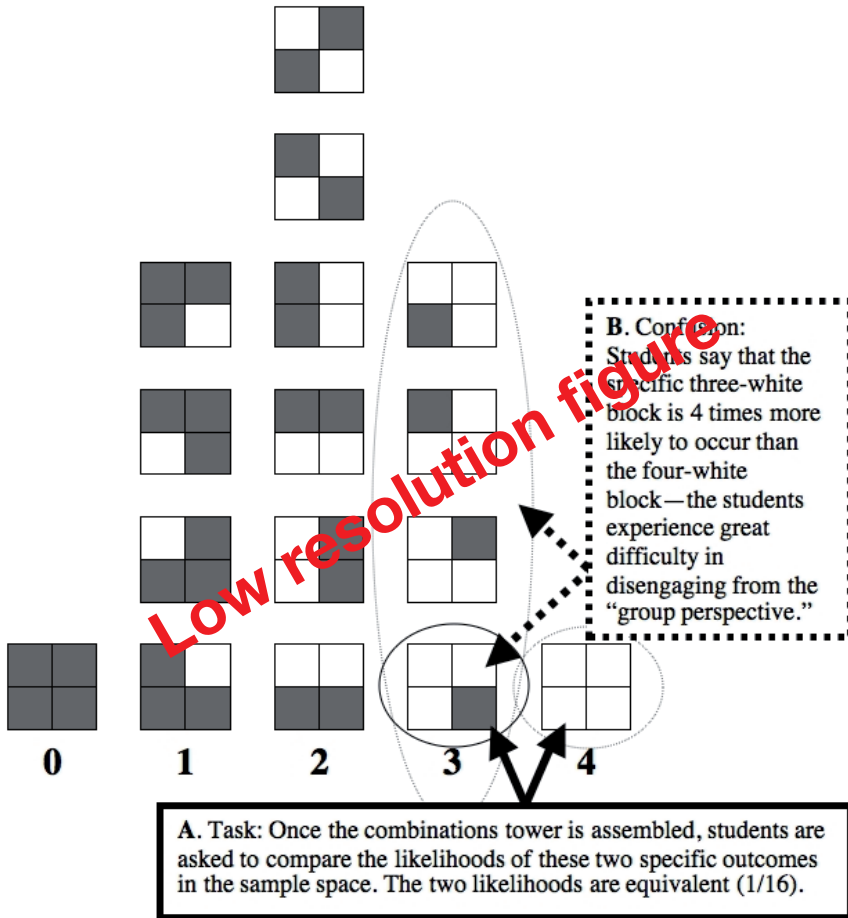 Low resolution figure
B. Confusion:
Students say that the
specific three-white
block is 4 times more
likely to occur than
the four-white
block—the students
experience great
difficulty in
disengaging from the
“group perspective.”
0 1 2 3 4
A. Task: Once the combinations tower is assembled, students are
asked to compare the likelihoods of these two specific outcomes
in the sample space. The two likelihoods are equivalent (1/16).